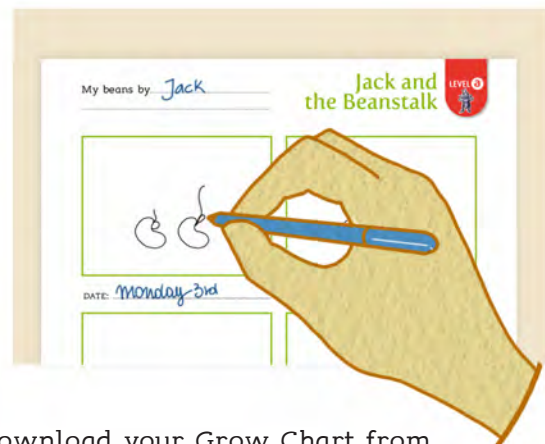 My beans by Jack
Jack and
the Beanstalk
LEVEL 3
DATE: Monday 3rd
ownload your Grow Chart from